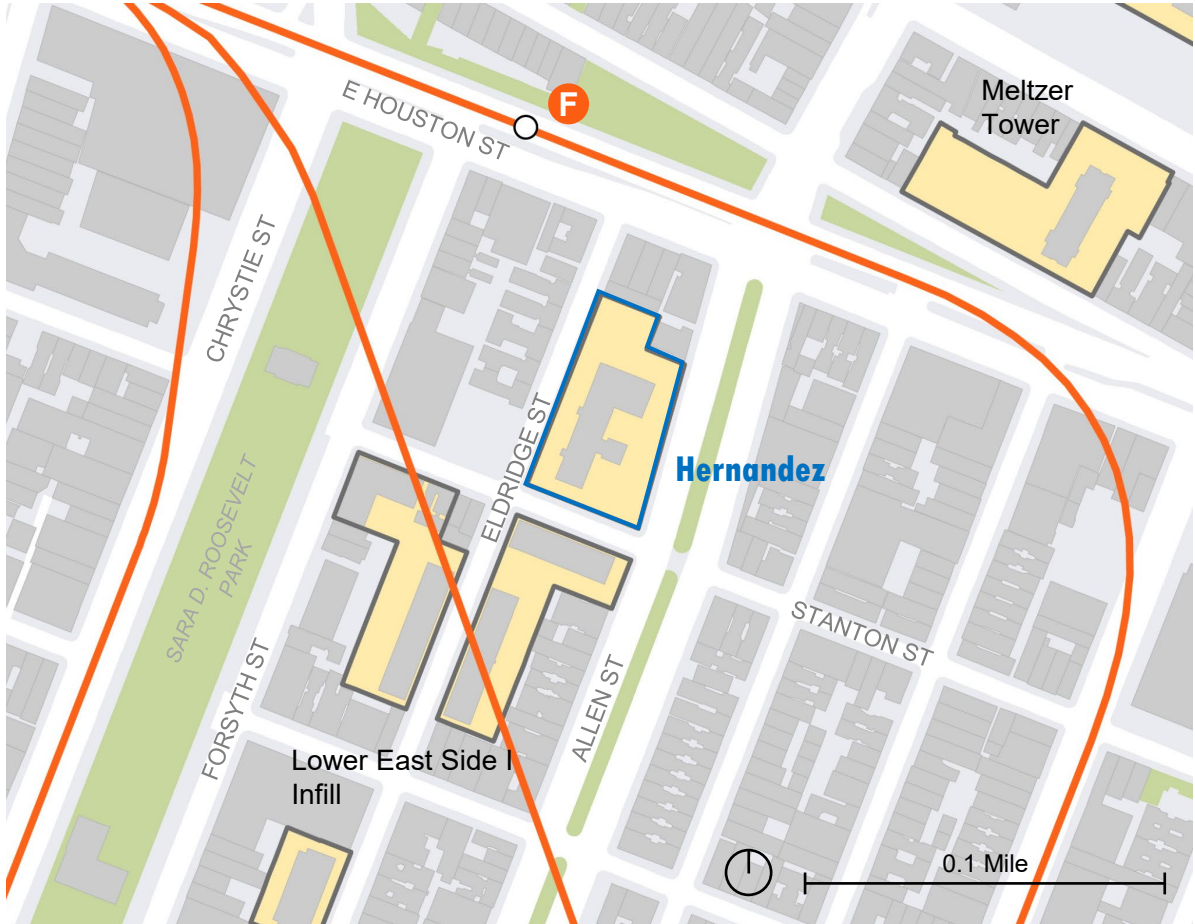 F
E HOUSTON ST
Meltzer
Tower
CHRYSTIE ST
ELDRIDGE ST
Hernandez
SARA D. ROOSEVELT
PARK
STANTON ST
FORSYTH ST
ALLEN ST
Lower East Side I
Infill
0.1 Mile